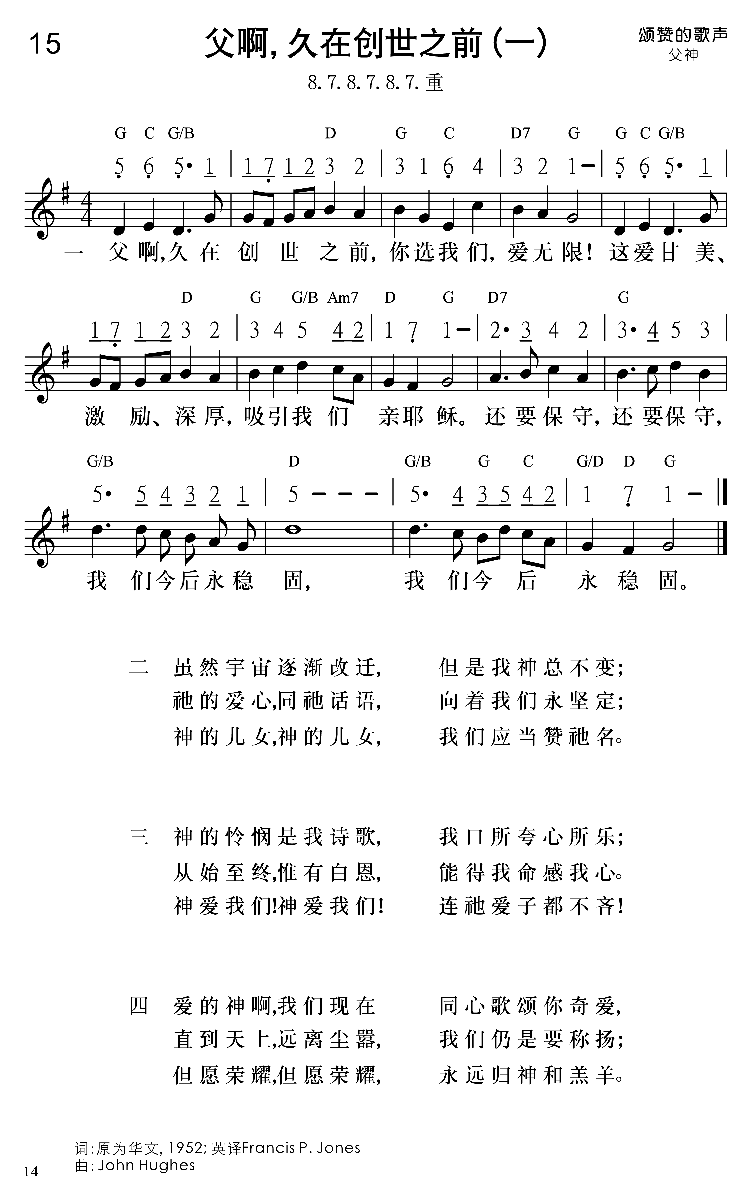 15
父啊,久在创世之前(一)
颂赞的歌声
父神
8.7.8.7.8.7.重
G C G/B D G C D7 G G C G/B
5 6 5• 1 | 1 7 1 2 3 2 | 3 1 6 4 | 3 2 1– | 5 6 5• 1
一 父啊,久在创世之前,你选我们,爱无限!这爱甘美、
D G G/B Am7 D G D7 G
1 7 1 2 3 2 | 3 4 5 4 2 | 1 7 1– | 2• 3 4 2 | 3• 4 5 3
激励、深厚,吸引我们亲耶稣。还要保守,还要保守,
G/B D G/B G C G/D D G
5• 5 4 3 2 1 | 5 – – | 5• 4 3 5 4 2 | 1 7 1 –
我们今后永稳固, 我们今后永稳固。
二 虽然宇宙逐渐改迁, 但是我神总不变;
祂的爱心,同祂话语, 向着我们永坚定;
神的儿女,神的儿女, 我们应当赞祂名。
三 神的怜悯是我诗歌, 我口所夸心所乐;
从始至终,惟有白恩, 能得我命感我心。
神爱我们!神爱我们! 连祂爱子都不吝!
四 爱的神啊,我们现在 同心歌颂你奇爱,
直到天上,远离尘嚣, 我们仍是要称扬;
但愿荣耀,但愿荣耀, 永远归神和羔羊。
词:原为华文, 1952; 英译Francis P. Jones
曲: John Hughes
14